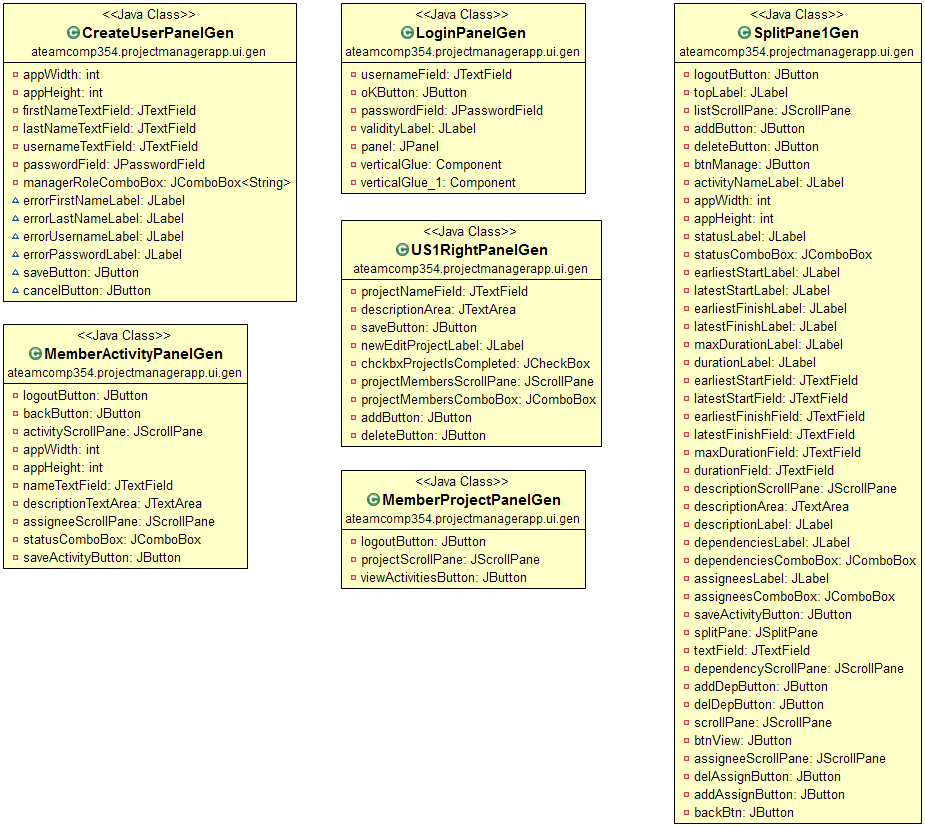 <<Java Class>>
CreateUserPanelGen
ateamcomp354.projectmanagerapp.ui.gen
appWidth: int
appHeight: int
firstNameTextField: JTextField
lastNameTextField: JTextField
usernameTextField: JTextField
passwordField: JPasswordField
managerRoleComboBox: JComboBox<String>
errorFirstNameLabel: JLabel
errorLastNameLabel: JLabel
errorUsernameLabel: JLabel
errorPasswordLabel: JLabel
saveButton: JButton
cancelButton: JButton
<<Java Class>>
MemberActivityPanelGen
ateamcomp354.projectmanagerapp.ui.gen
logoutButton: JButton
backButton: JButton
activityScrollPane: JScrollPane
appWidth: int
appHeight: int
nameTextField: JTextField
descriptionTextArea: JTextArea
assigneeScrollPane: JScrollPane
statusComboBox: JComboBox
saveActivityButton: JButton
<<Java Class>>
LoginPanelGen
ateamcomp354.projectmanagerapp.ui.gen
usernameField: JTextField
oKButton: JButton
passwordField: JPasswordField
validityLabel: JLabel
panel: JPanel
verticalGlue: Component
verticalGlue_1: Component
<<Java Class>>
US1RightPanelGen
ateamcomp354.projectmanagerapp.ui.gen
projectNameField: JTextField
descriptionArea: JTextArea
saveButton: JButton
newEditProjectLabel: JLabel
chckbxProjectIsCompleted: JCheckBox
projectMembersScrollPane: JScrollPane
projectMembersComboBox: JComboBox
addButton: JButton
deleteButton: JButton
<<Java Class>>
MemberProjectPanelGen
ateamcomp354.projectmanagerapp.ui.gen
logoutButton: JButton
projectScrollPane: JScrollPane
viewActivitiesButton: JButton
<<Java Class>>
SplitPane1Gen
ateamcomp354.projectmanagerapp.ui.gen
logoutButton: JButton
topLabel: JLabel
listScrollPane: JScrollPane
addButton: JButton
deleteButton: JButton
btnManage: JButton
activityNameLabel: JLabel
appWidth: int
appHeight: int
statusLabel: JLabel
statusComboBox: JComboBox
earliestStartLabel: JLabel
latestStartLabel: JLabel
earliestFinishLabel: JLabel
latestFinishLabel: JLabel
maxDurationLabel: JLabel
durationLabel: JLabel
earliestStartField: JTextField
latestStartField: JTextField
earliestFinishField: JTextField
latestFinishField: JTextField
maxDurationField: JTextField
durationField: JTextField
descriptionScrollPane: JScrollPane
descriptionArea: JTextArea
descriptionLabel: JLabel
dependenciesLabel: JLabel
dependenciesComboBox: JComboBox
assigneesLabel: JLabel
assigneesComboBox: JComboBox
saveActivityButton: JButton
splitPane: JSplitPane
textField: JTextField
dependencyScrollPane: JScrollPane
addDepButton: JButton
delDepButton: JButton
scrollPane: JScrollPane
btnView: JButton
assigneeScrollPane: JScrollPane
delAssignButton: JButton
addAssignButton: JButton
backBtn: JButton